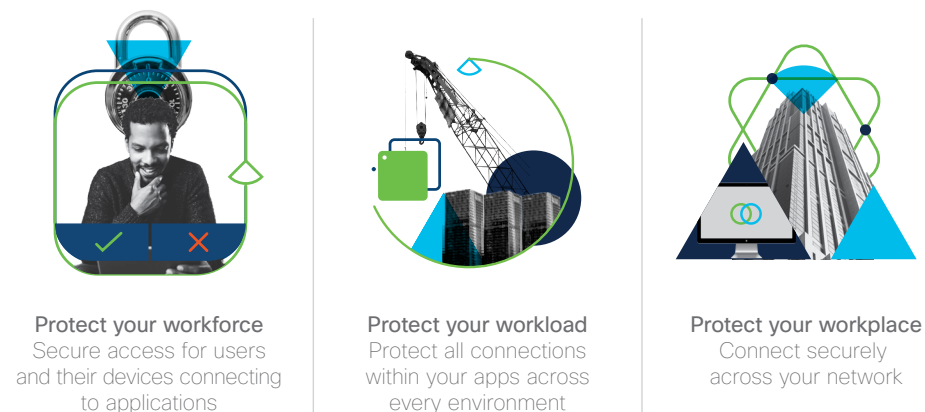 Protect your workforce
Secure access for users
and their devices connecting
to applications
Protect your workload
Protect all connections
within your apps across
every environment
Protect your workplace
Connect securely
across your network